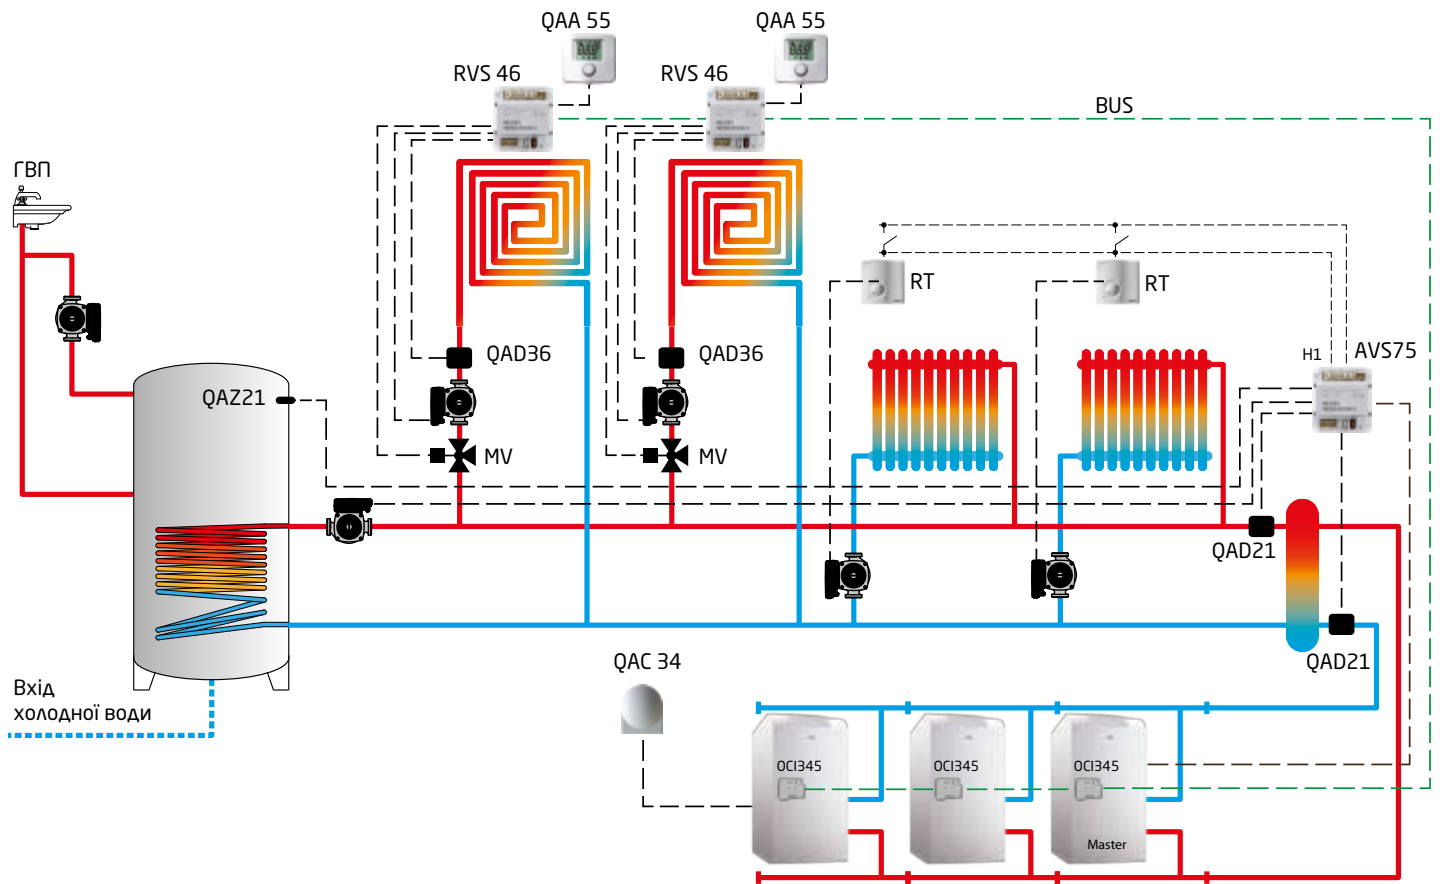 QAA 55
QAA 55
RVS 46
RVS 46
BUS
ГВП
RT
RT
QAD36
QAD36
H1
AVS75
QAZ21
MV
MV
QAD21
QAD21
QAC 34
Вхід
холодної води
OCI345
OCI345
OCI345
Master